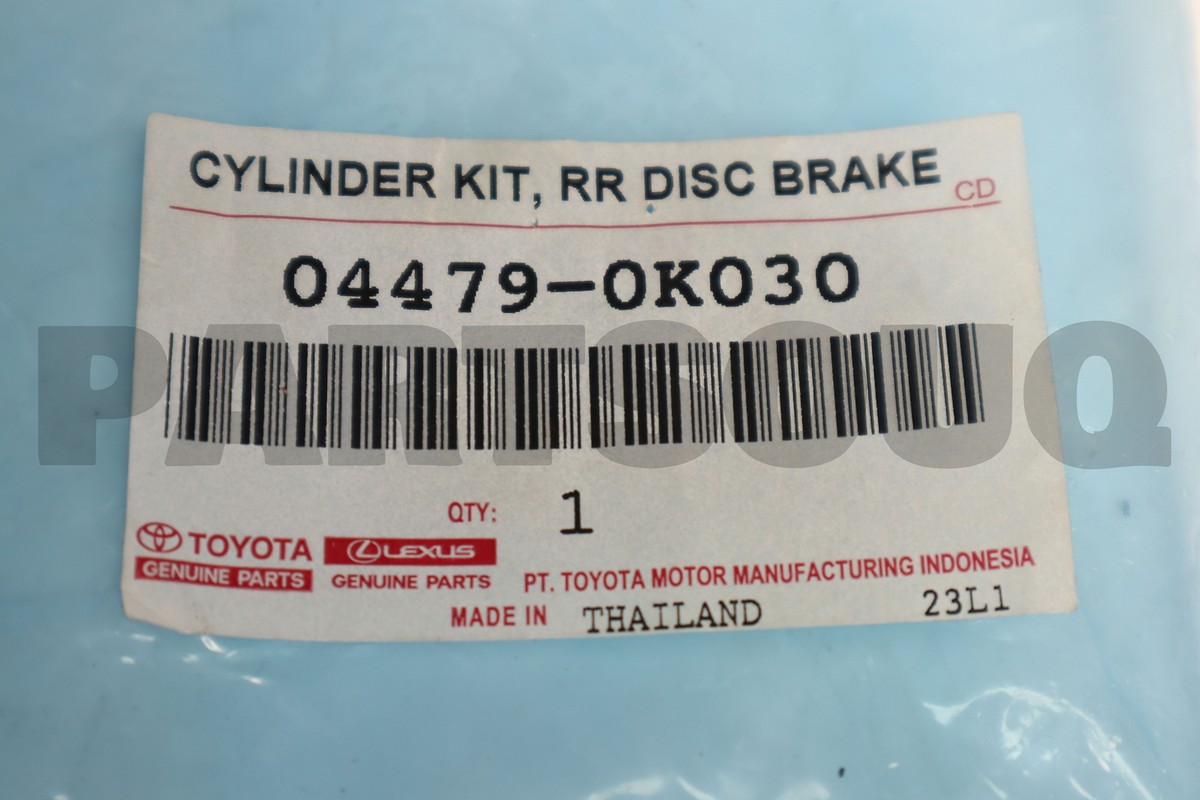 CYLINDER KIT, RR DISC BRAKE
CD
04479-0K030
PARTSOUQ
QTY: 1
TOYOTA
GENUINE PARTS
LEXUS
GENUINE PARTS
PT. TOYOTA MOTOR MANUFACTURING INDONESIA
MADE IN THAILAND
23L1